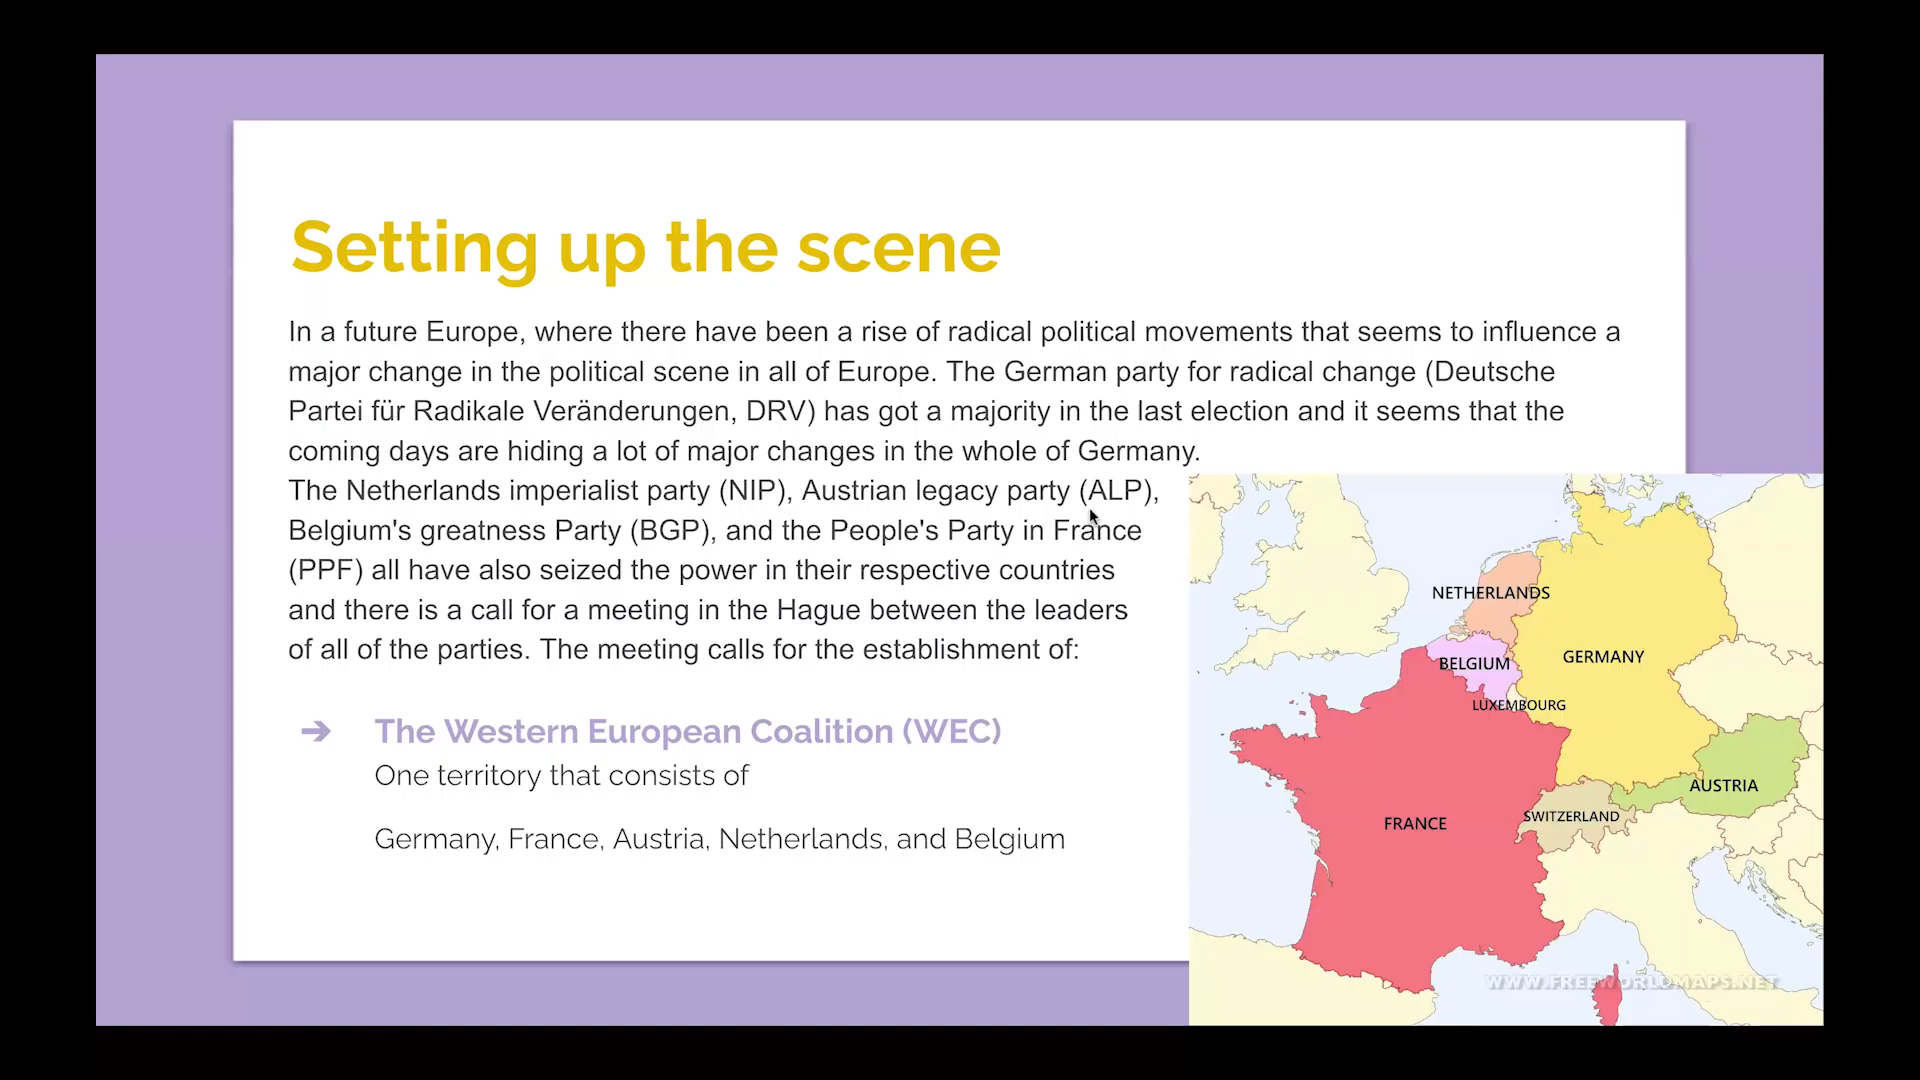 Setting up the scene
In a future Europe, where there have been a rise of radical political movements that seems to influence a
major change in the political scene in all of Europe. The German party for radical change (Deutsche
Partei für Radikale Veränderungen, DRV) has got a majority in the last election and it seems that the
coming days are hiding a lot of major changes in the whole of Germany.
The Netherlands imperialist party (NIP), Austrian legacy party (ALP),
Belgium's greatness Party (BGP), and the People's Party in France
(PPF) all have also seized the power in their respective countries
and there is a call for a meeting in the Hague between the leaders
of all of the parties. The meeting calls for the establishment of:
➔ The Western European Coalition (WEC)
One territory that consists of
Germany, France, Austria, Netherlands, and Belgium
NETHERLANDS
GERMANY
BELGIUM
LUXEMBOURG
AUSTRIA
SWITZERLAND
FRANCE
WWW.FREEWORLDMAPS.NET